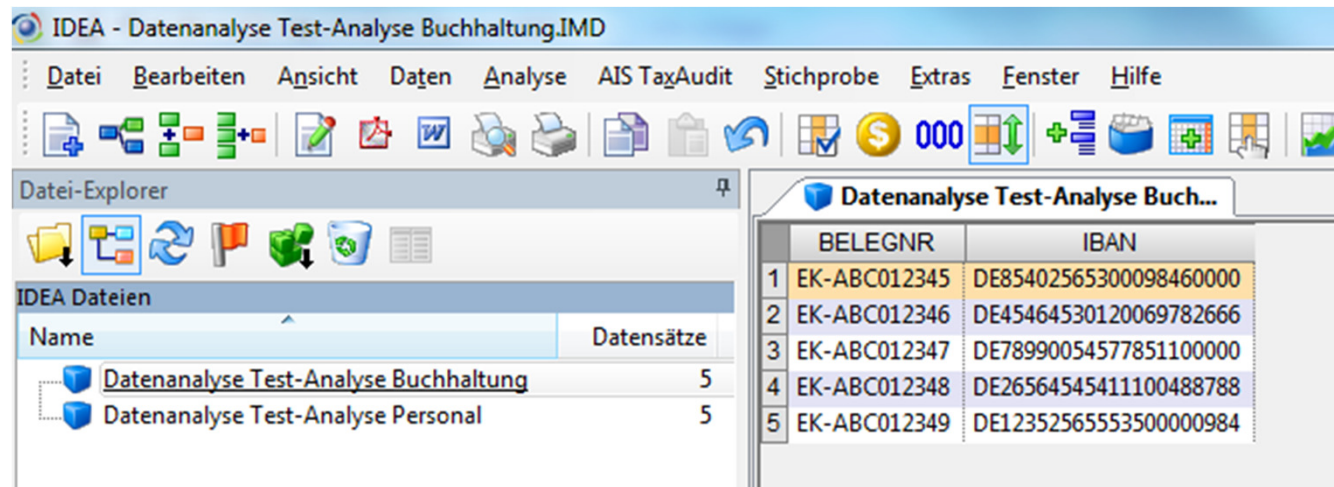 IDEA - Datenanalyse Test-Analyse Buchhaltung.IMD
Datei Bearbeiten Ansicht Daten Analyse AIS TaxAudit Stichprobe Extras Fenster Hilfe
W 000
Datei-Explorer
IDEA Dateien
Name Datensätze
Datenanalyse Test-Analyse Buchhaltung 5
Datenanalyse Test-Analyse Personal 5
Datenanalyse Test-Analyse Buch...
BELEGNR IBAN
1 EK-ABC012345 DE85402565300098460000
2 EK-ABC012346 DE45464530120069782666
3 EK-ABC012347 DE78990054577851100000
4 EK-ABC012348 DE26564545411100488788
5 EK-ABC012349 DE12352565553500000984